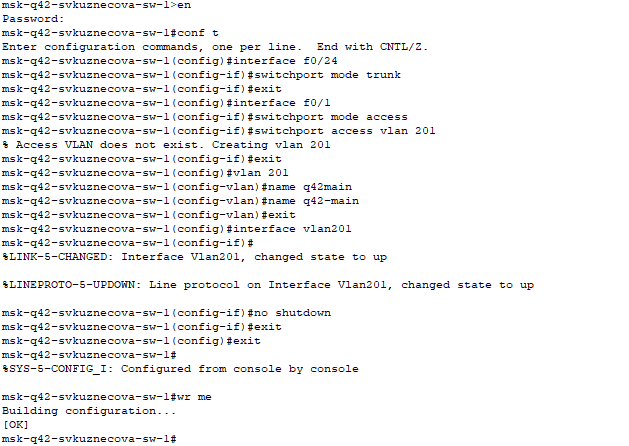 msk-q42-svkuznecova-sw-1>en
Password:
msk-q42-svkuznecova-sw-1#conf t
Enter configuration commands, one per line.  End with CNTL/Z.
msk-q42-svkuznecova-sw-1(config)#interface f0/24
msk-q42-svkuznecova-sw-1(config-if)#switchport mode trunk
msk-q42-svkuznecova-sw-1(config-if)#exit
msk-q42-svkuznecova-sw-1(config)#interface f0/1
msk-q42-svkuznecova-sw-1(config-if)#switchport mode access
msk-q42-svkuznecova-sw-1(config-if)#switchport access vlan 201
% Access VLAN does not exist. Creating vlan 201
msk-q42-svkuznecova-sw-1(config-if)#exit
msk-q42-svkuznecova-sw-1(config)#vlan 201
msk-q42-svkuznecova-sw-1(config-vlan)#name q42main
msk-q42-svkuznecova-sw-1(config-vlan)#name q42-main
msk-q42-svkuznecova-sw-1(config-vlan)#exit
msk-q42-svkuznecova-sw-1(config)#interface vlan201
msk-q42-svkuznecova-sw-1(config-if)#
%LINK-5-CHANGED: Interface Vlan201, changed state to up

%LINEPROTO-5-UPDOWN: Line protocol on Interface Vlan201, changed state to up

msk-q42-svkuznecova-sw-1(config-if)#no shutdown
msk-q42-svkuznecova-sw-1(config-if)#exit
msk-q42-svkuznecova-sw-1(config)#exit
msk-q42-svkuznecova-sw-1#
%SYS-5-CONFIG_I: Configured from console by console

msk-q42-svkuznecova-sw-1#wr me
Building configuration...
[OK]
msk-q42-svkuznecova-sw-1#